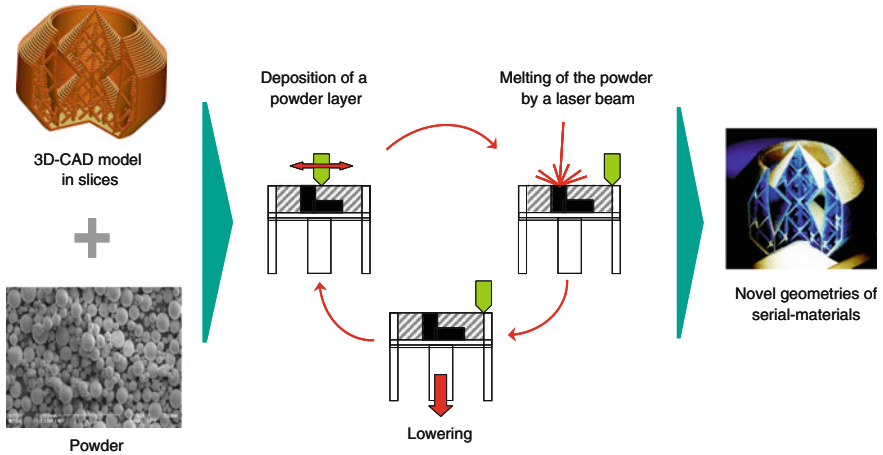 3D-CAD model
in slices
Powder
Deposition of a
powder layer
Melting of the powder
by a laser beam
Lowering
Novel geometries of
serial-materials